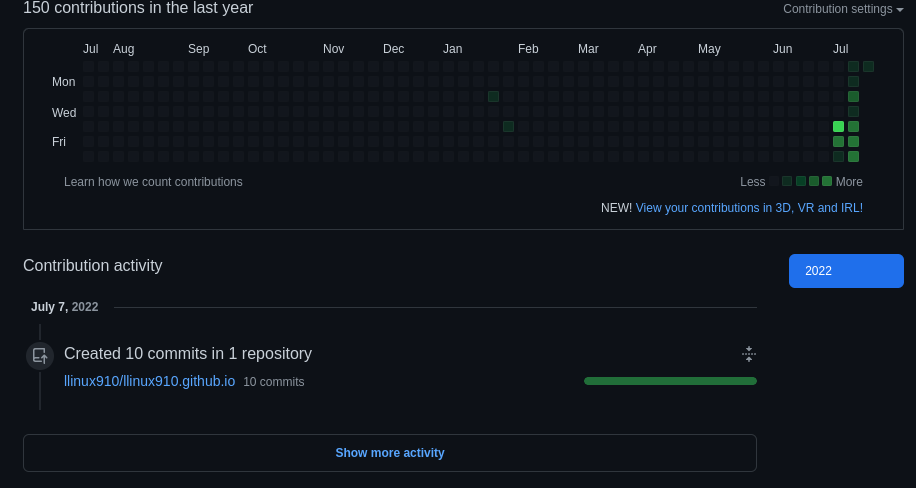 150 contributions in the last year
Contribution settings
Jul Aug Sep Oct Nov Dec Jan Feb Mar Apr May Jun Jul
Mon
Wed
Fri
Learn how we count contributions
Less More
NEW! View your contributions in 3D, VR and IRL!
Contribution activity
2022
July 7, 2022
Created 10 commits in 1 repository
llinux910/llinux910.github.io 10 commits
Show more activity